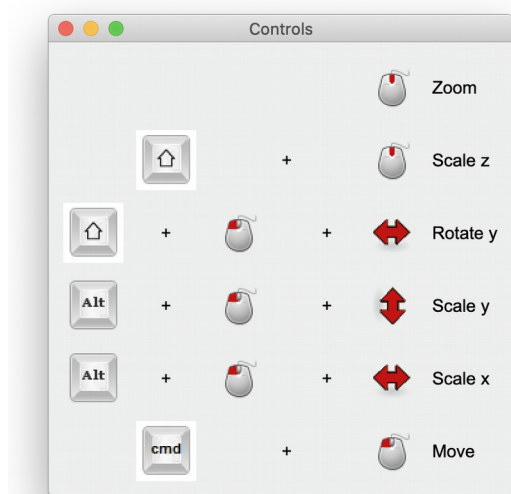 Controls
Zoom
+ Scale z
+ + Rotate y
Alt + + Scale y
Alt + + Scale x
cmd + Move